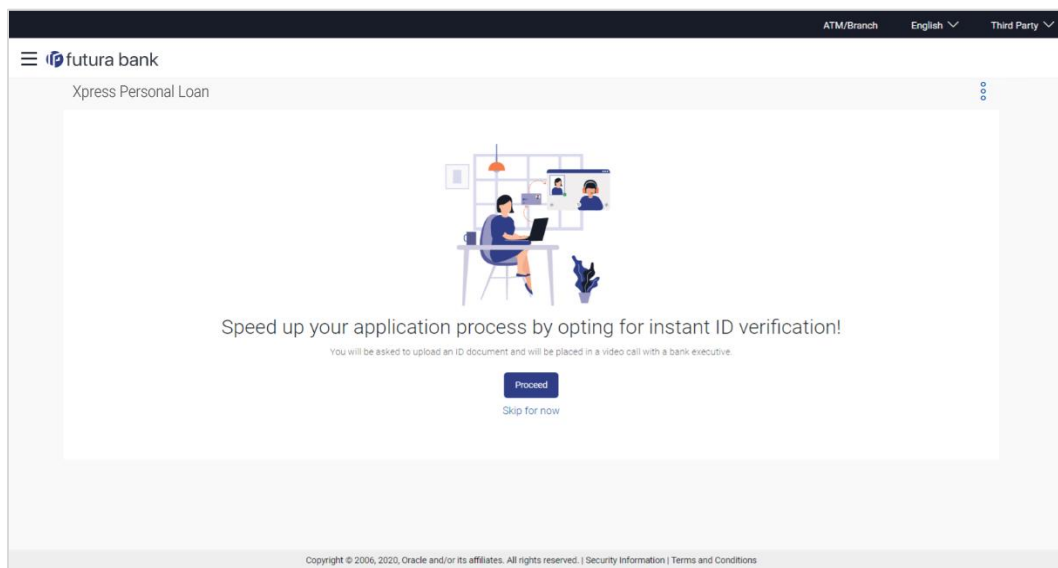 ATM/Branch English Third Party
futura bank
Xpress Personal Loan
Speed up your application process by opting for instant ID verification!
You will be asked to upload an ID document and will be placed in a video call with a bank executive.
Proceed
Skip for now
Copyright © 2006, 2020, Oracle and/or its affiliates. All rights reserved. | Security Information | Terms and Conditions